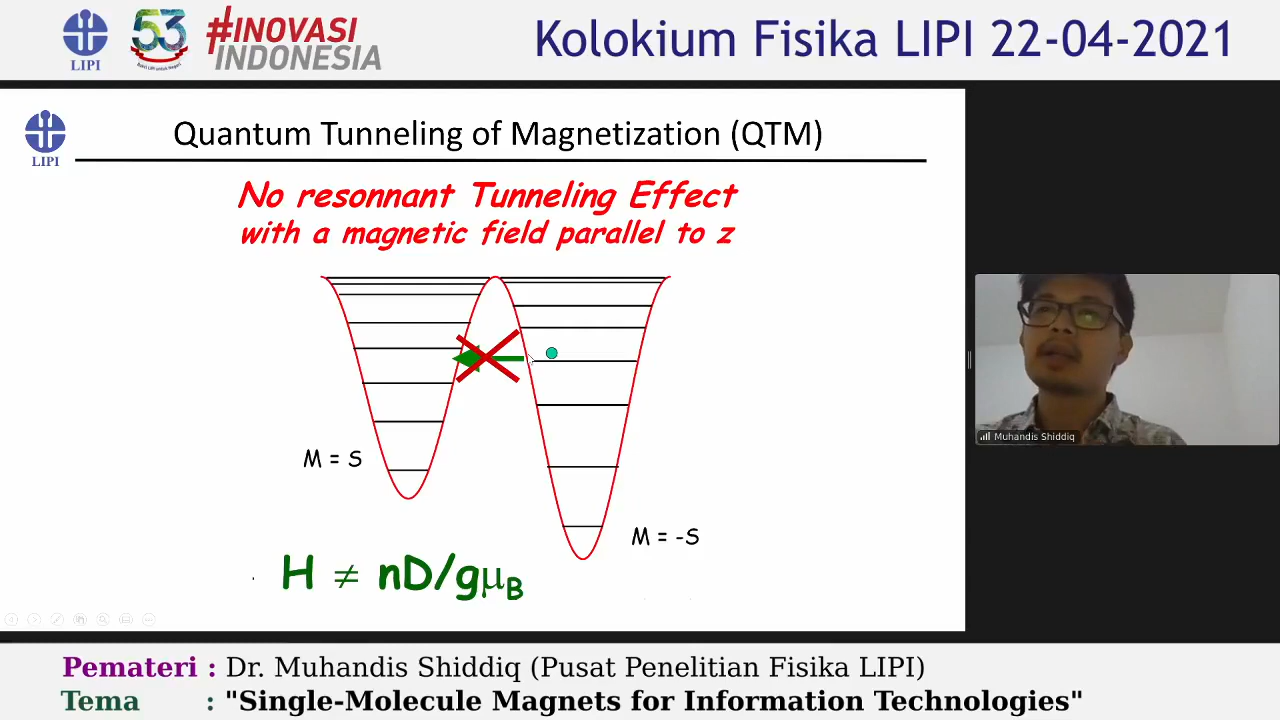 LIPI
53
#INOVASI
INDONESIA
Kolokium Fisika LIPI 22-04-2021
LIPI
Quantum Tunneling of Magnetization (QTM)
No resonnant Tunneling Effect
with a magnetic field parallel to z
M = S
M = -S
H ≠ nD/gμB
Muhandis Shiddiq
Pemateri : Dr. Muhandis Shiddiq (Pusat Penelitian Fisika LIPI)
Tema : "Single-Molecule Magnets for Information Technologies"